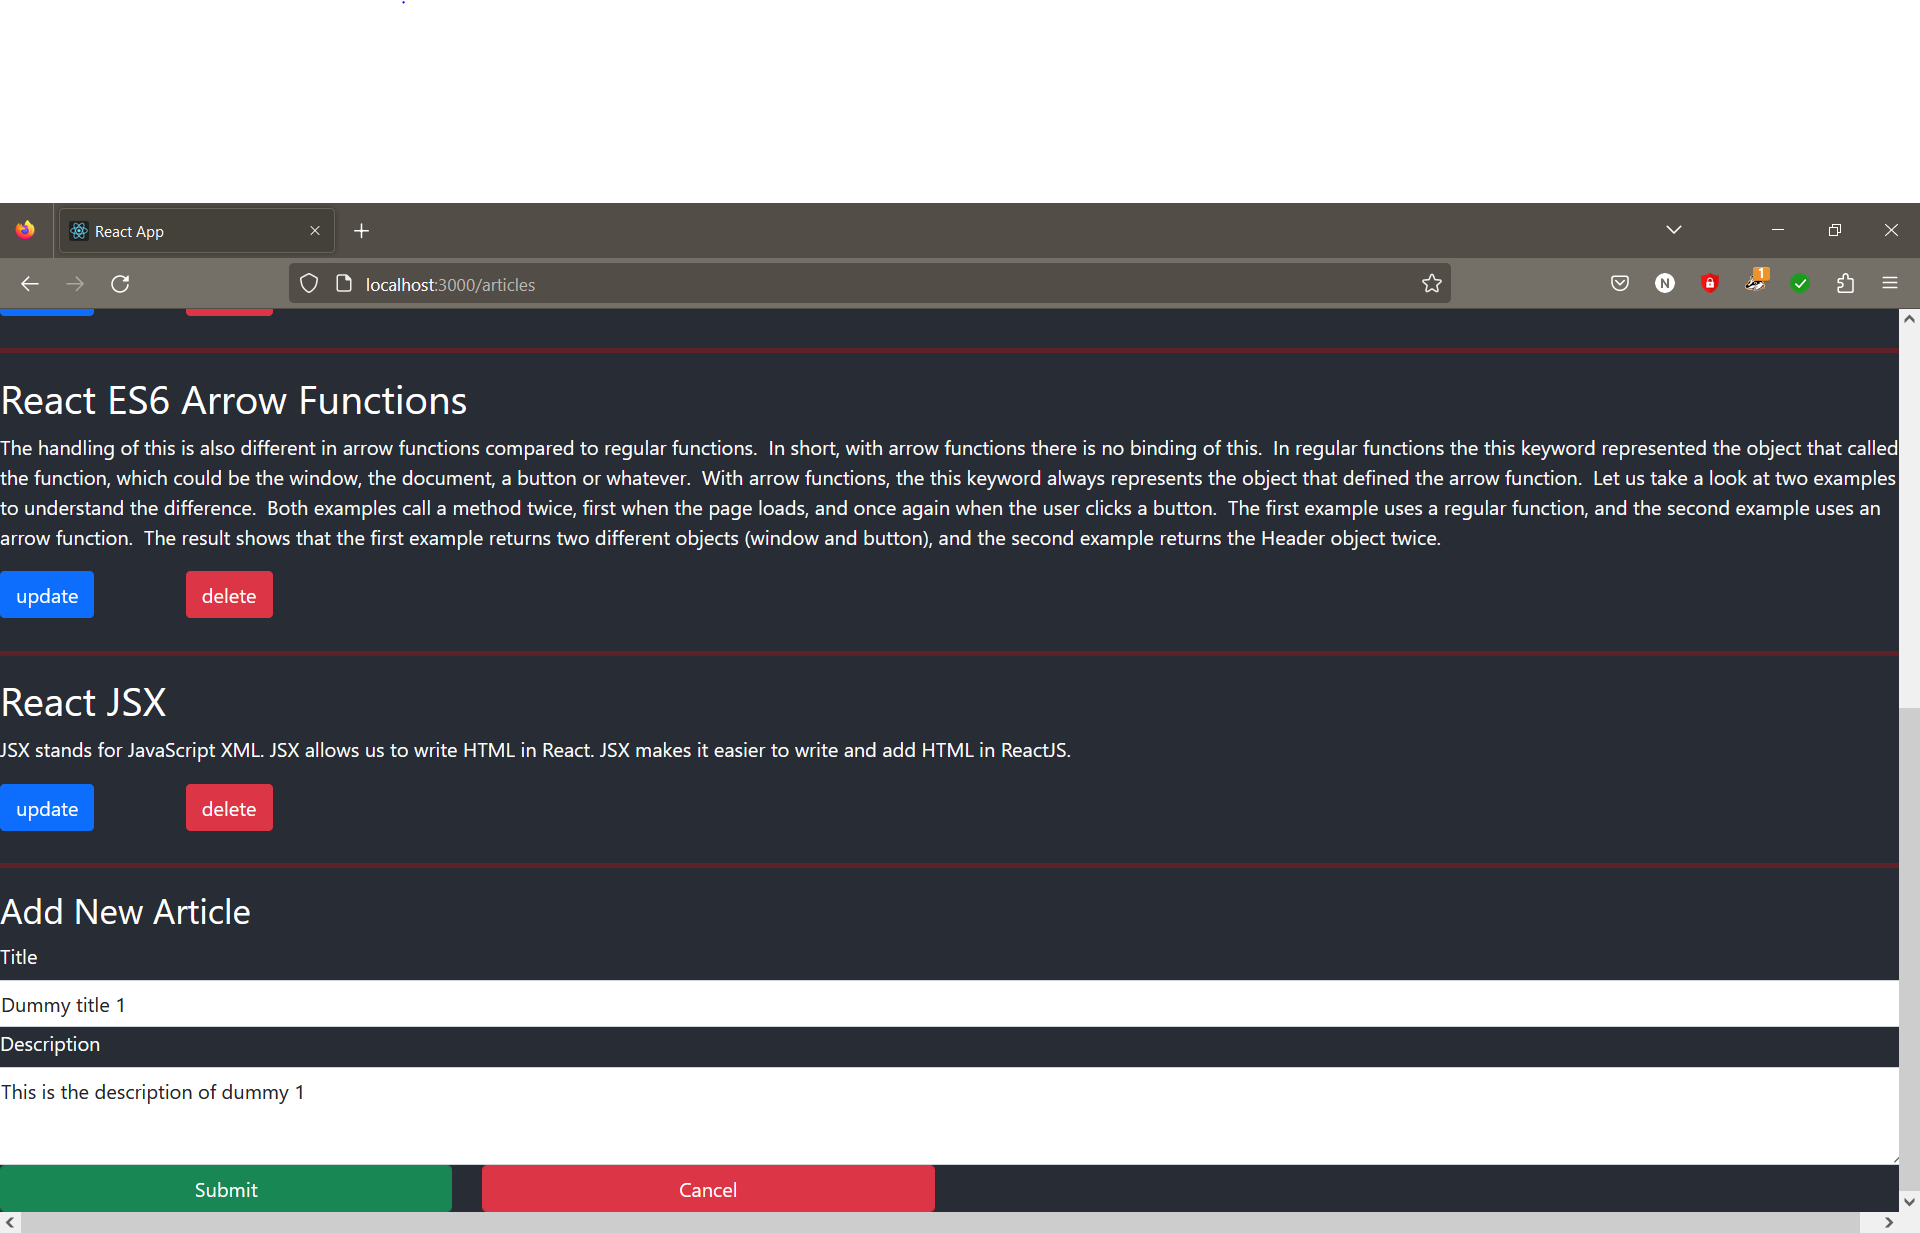 React App
localhost:3000/articles
N
1
React ES6 Arrow Functions
The handling of this is also different in arrow functions compared to regular functions.  In short, with arrow functions there is no binding of this.  In regular functions the this keyword represented the object that called
the function, which could be the window, the document, a button or whatever.  With arrow functions, the this keyword always represents the object that defined the arrow function.  Let us take a look at two examples
to understand the difference.  Both examples call a method twice, first when the page loads, and once again when the user clicks a button.  The first example uses a regular function, and the second example uses an
arrow function.  The result shows that the first example returns two different objects (window and button), and the second example returns the Header object twice.
update delete
React JSX
JSX stands for JavaScript XML. JSX allows us to write HTML in React. JSX makes it easier to write and add HTML in ReactJS.
update delete
Add New Article
Title
Dummy title 1
Description
This is the description of dummy 1
Submit Cancel